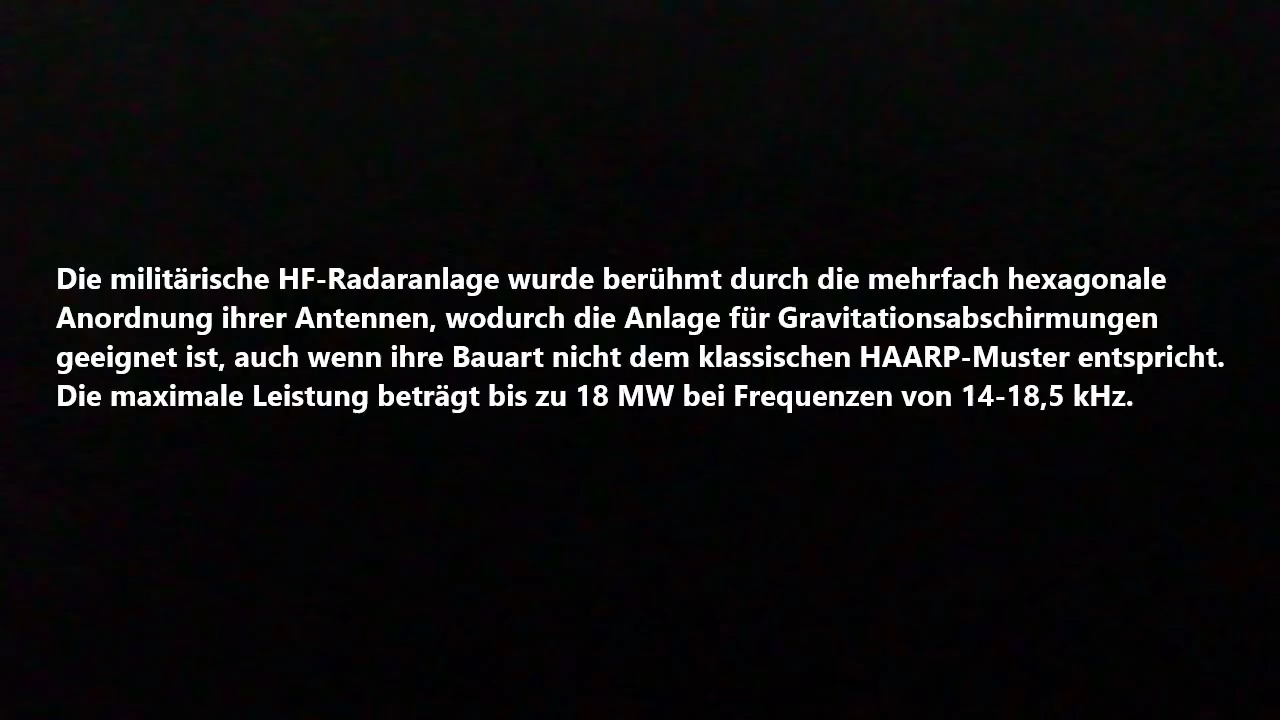 Die militärische HF-Radaranlage wurde berühmt durch die mehrfach hexagonale
Anordnung ihrer Antennen, wodurch die Anlage für Gravitationsabschirmungen
geeignet ist, auch wenn ihre Bauart nicht dem klassischen HAARP-Muster entspricht.
Die maximale Leistung beträgt bis zu 18 MW bei Frequenzen von 14-18,5 kHz.